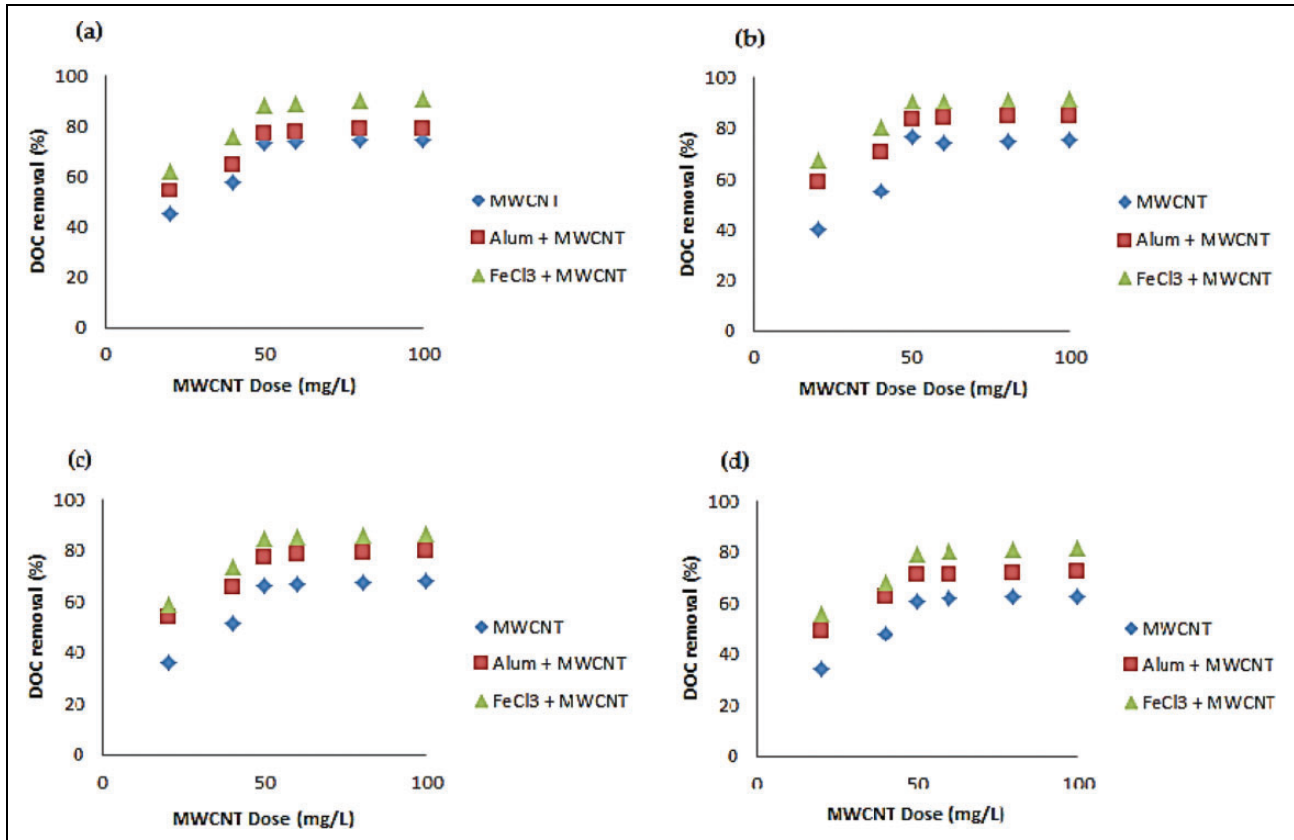 (a)
DOC removal (%)
100
80
60
40
20
0
0
50
100
MWCNT Dose (mg/L)
MWCNT
Alum + MWCNT
FeCl3 + MWCNT
(b)
DOC removal (%)
100
80
60
40
20
0
0
50
100
MWCNT Dose Dose (mg/L)
MWCNT
Alum + MWCNT
FeCl3 + MWCNT
(c)
DOC removal (%)
100
80
60
40
20
0
0
50
100
MWCNT Dose (mg/L)
MWCNT
Alum + MWCNT
FeCl3 + MWCNT
(d)
DOC removal (%)
100
80
60
40
20
0
0
50
100
MWCNT Dose (mg/L)
MWCNT
Alum + MWCNT
FeCl3 + MWCNT